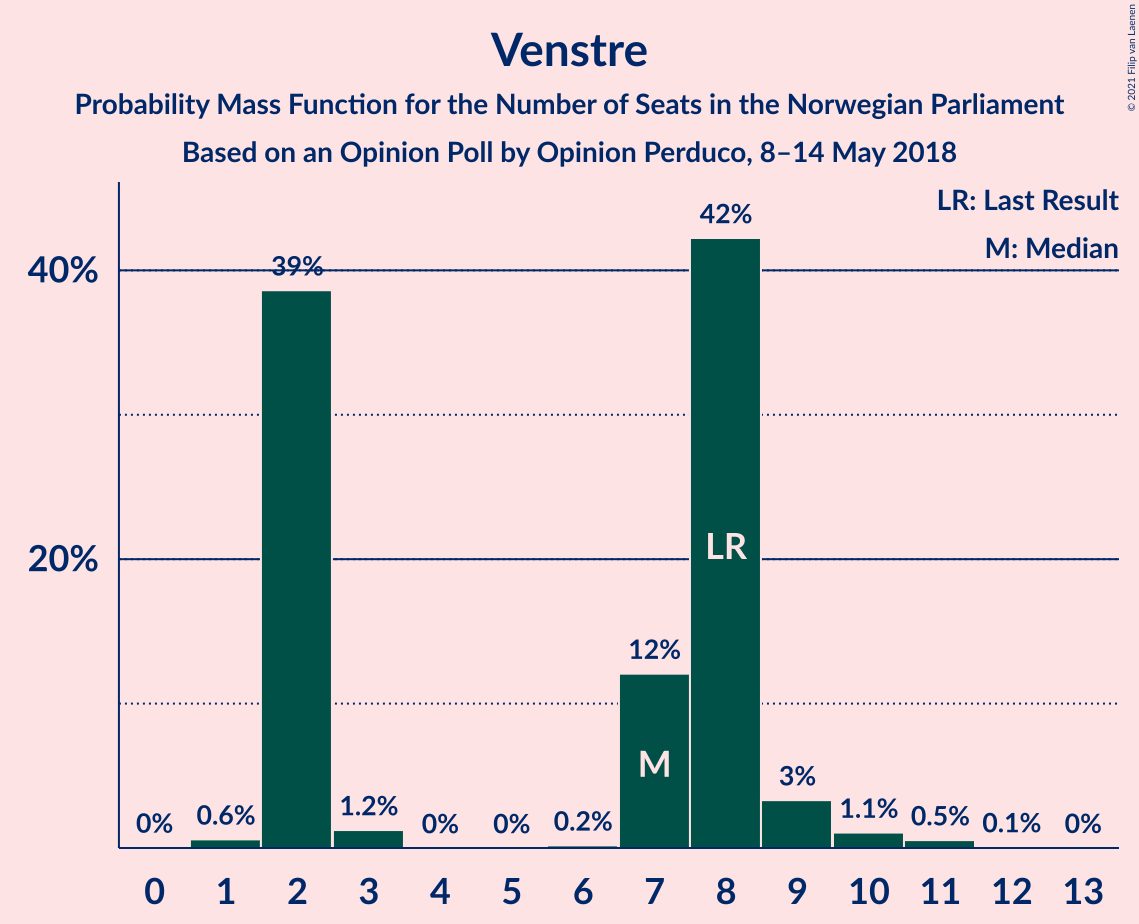 Venstre
Probability Mass Function for the Number of Seats in the Norwegian Parliament
Based on an Opinion Poll by Opinion Perduco, 8–14 May 2018
© 2021 Filip van Laenen
LR: Last Result
M: Median
40%
20%
0%
0.6%
39%
1.2%
0%
0%
0.2%
12%
42%
3%
1.1%
0.5%
0.1%
0%
M
LR
0 1 2 3 4 5 6 7 8 9 10 11 12 13